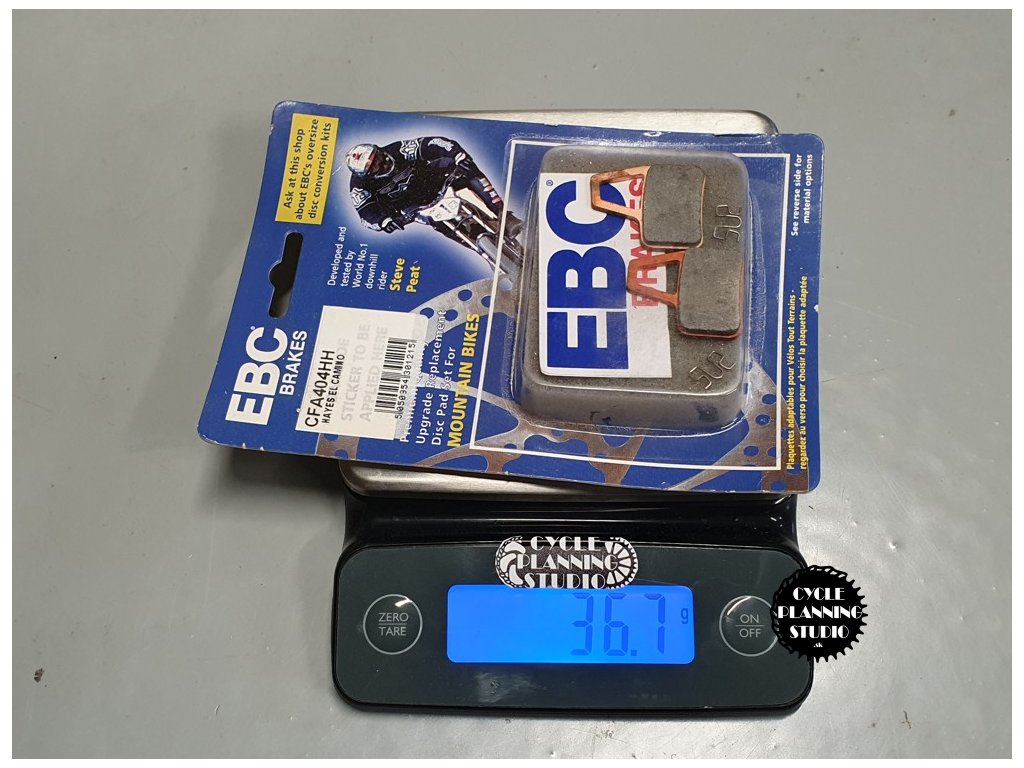 Ask at this shop
about EBC's oversize
disc conversion kits
Developed and
tested by
World No.1
downhill
rider
Steve
Peat
EBC
BRAKES
CFA404HH
HAYES EL CAMINO
STICKER TO BE
APPLIED HERE
5050954301215
Upgrade Replacement
Disc Pad Set For
MOUNTAIN BIKES
EBC®
BRAKES
See reverse side for
material options
Plaquettes adaptables pour Vélos Tout Terrains -
regardez au verso pour choisir la plaquette adaptée
CYCLE
PLANNING
STUDIO
ZERO
TARE
36.7 g
ON
OFF
CYCLE
PLANNING
STUDIO
.sk